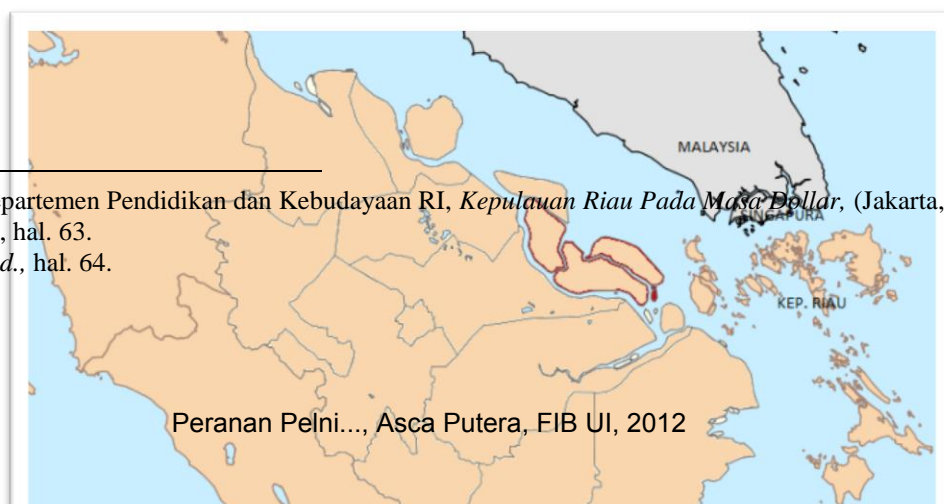 MALAYSIA
partemen Pendidikan dan Kebudayaan RI, Kepulauan Riau Pada Masa Dollar, (Jakarta,
SINGAPURA
, hal. 63.
d., hal. 64.
KEP. RIAU
Peranan Pelni..., Asca Putera, FIB UI, 2012